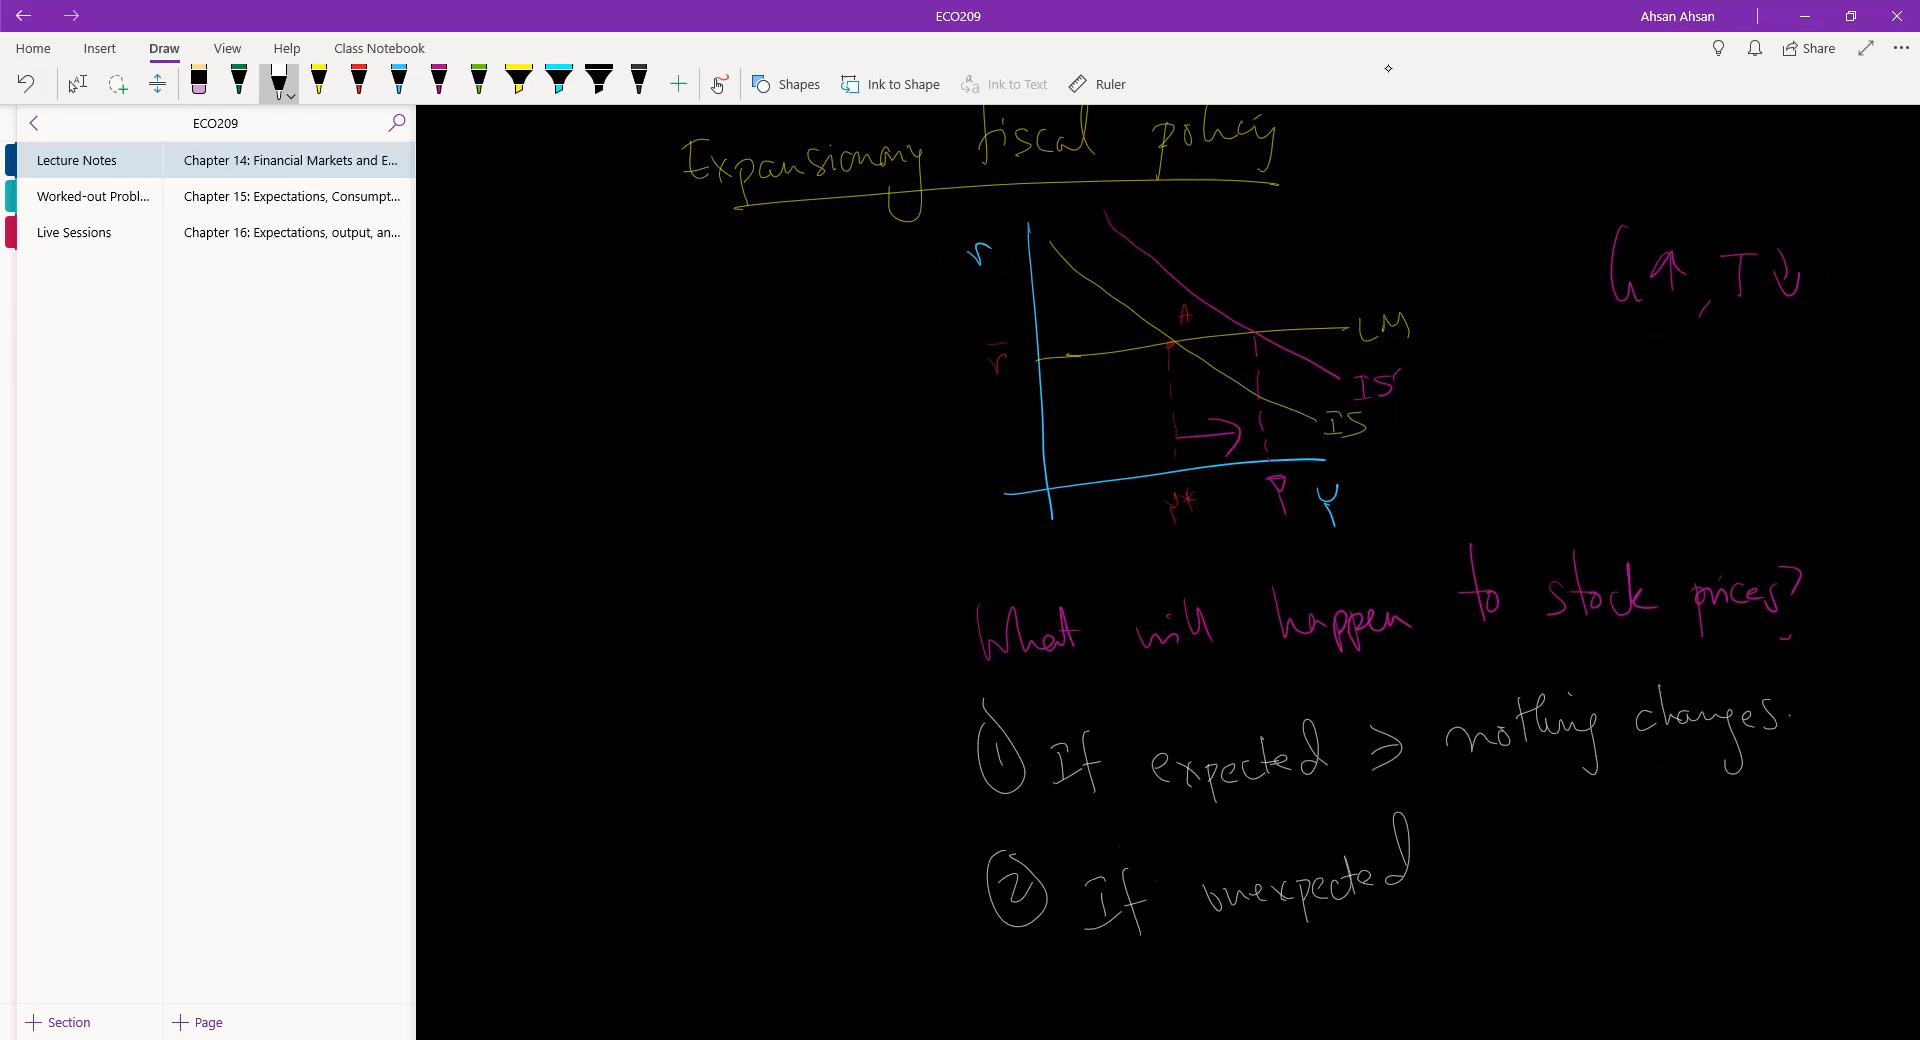 ECO209
Ahsan Ahsan
Home Insert Draw View Help Class Notebook
Share
Shapes Ink to Shape Ink to Text Ruler
ECO209
Lecture Notes
Worked-out Probl...
Live Sessions
Chapter 14: Financial Markets and E...
Chapter 15: Expectations, Consumpt...
Chapter 16: Expectations, output, an...
Section
Page
Expansionary fiscal policy
r
G↑, T↓
A
LM
r̄
IS'
IS
Y*
Y
What will happen to stock prices?
① If expected ⇒ nothing changes.
② If unexpected